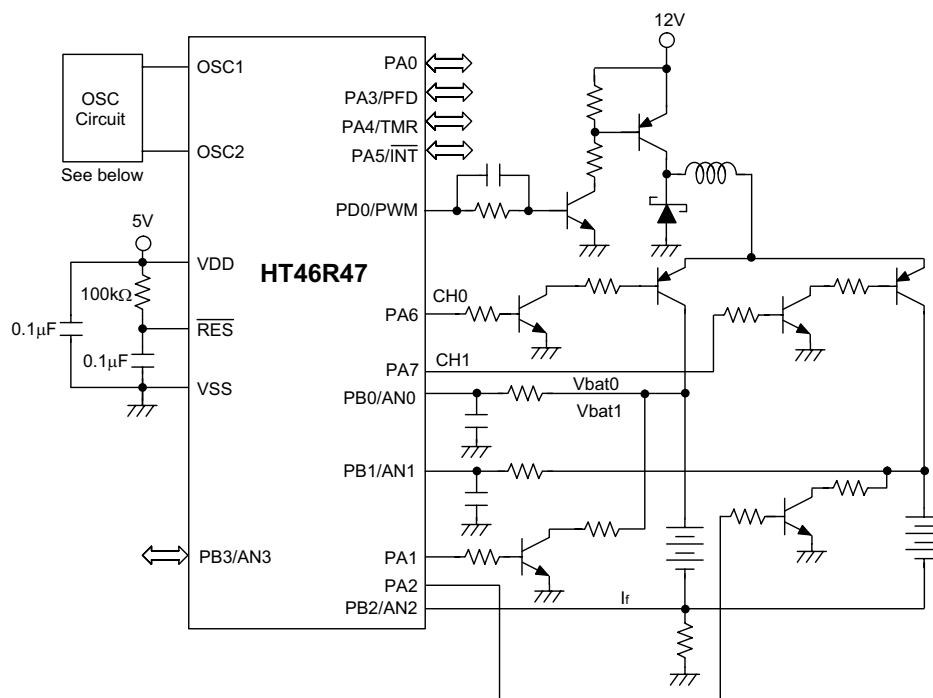 12V
OSC1
PA0
OSC
Circuit
PA3/PFD
PA4/TMR
OSC2
PA5/INT
See below
PD0/PWM
5V
VDD
HT46R47
100kΩ
CH0
0.1μF
RES
PA6
0.1μF
CH1
PA7
VSS
PB0/AN0
Vbat0
Vbat1
PB1/AN1
PB3/AN3
PA1
PA2
PB2/AN2
If